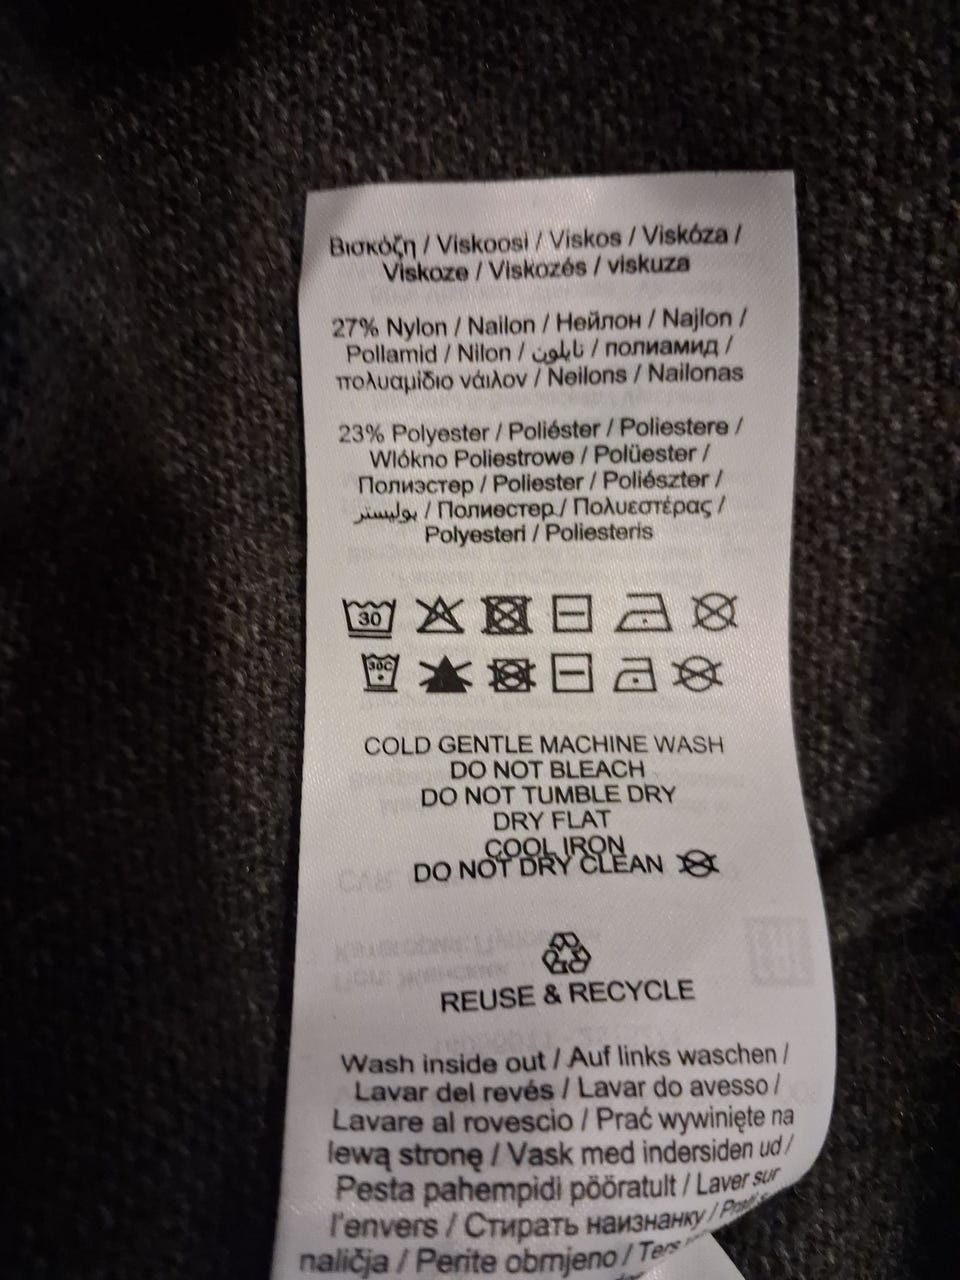 Βισκόζη / Viskoosi / Viskos / Viskóza /
Viskoze / Viskozés / viskuza
27% Nylon / Nailon / Нейлон / Najlon /
Pollamid / Nilon / نايلون / полиамид /
πολυαμίδιο νάιλον / Neilons / Nailonas
23% Polyester / Poliéster / Poliestere /
Wlókno Poliestrowe / Polüester /
Полиэстер / Poliester / Poliészter /
بوليستر / Полиестер / Πολυεστέρας /
Polyesteri / Poliesteris
30
30C
COLD GENTLE MACHINE WASH
DO NOT BLEACH
DO NOT TUMBLE DRY
DRY FLAT
COOL IRON
DO NOT DRY CLEAN
REUSE & RECYCLE
Wash inside out / Auf links waschen /
Lavar del revés / Lavar do avesso /
Lavare al rovescio / Prać wywinięte na
lewą stronę / Vask med indersiden ud /
Pesta pahempidi pööratult / Laver sur
l'envers / Стирать наизнанку /
naličja / Perite obrnjeno / Ters